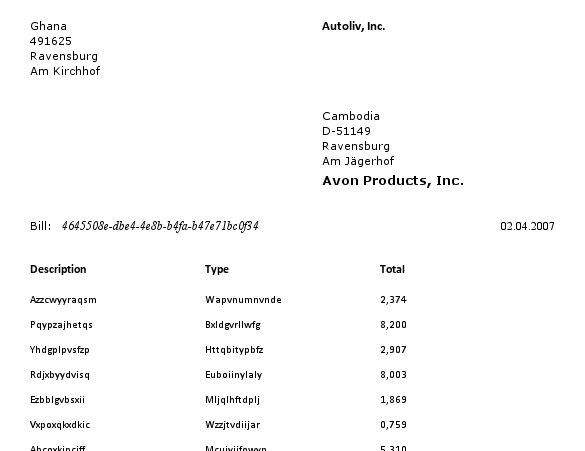 Ghana
491625
Ravensburg
Am Kirchhof
Autoliv, Inc.
Cambodia
D-51149
Ravensburg
Am Jägerhof
Avon Products, Inc.
Bill: 4645508e-dbe4-4e8b-b4fa-b47e71bc0f34 02.04.2007
Description Type Total
Azzcwyyraqsm Wapvnumnvnde 2,374
Pqypzajhetqs Bxldgvrllwfg 8,200
Yhdgplpvsfzp Httqbitypbfz 2,907
Rdjxbyydvisq Euboiinylaly 8,003
Ezbblgvbsxii Mljqlhftdplj 1,869
Vxpoxqkxdkic Wzzjtvdiijar 0,759
5,310